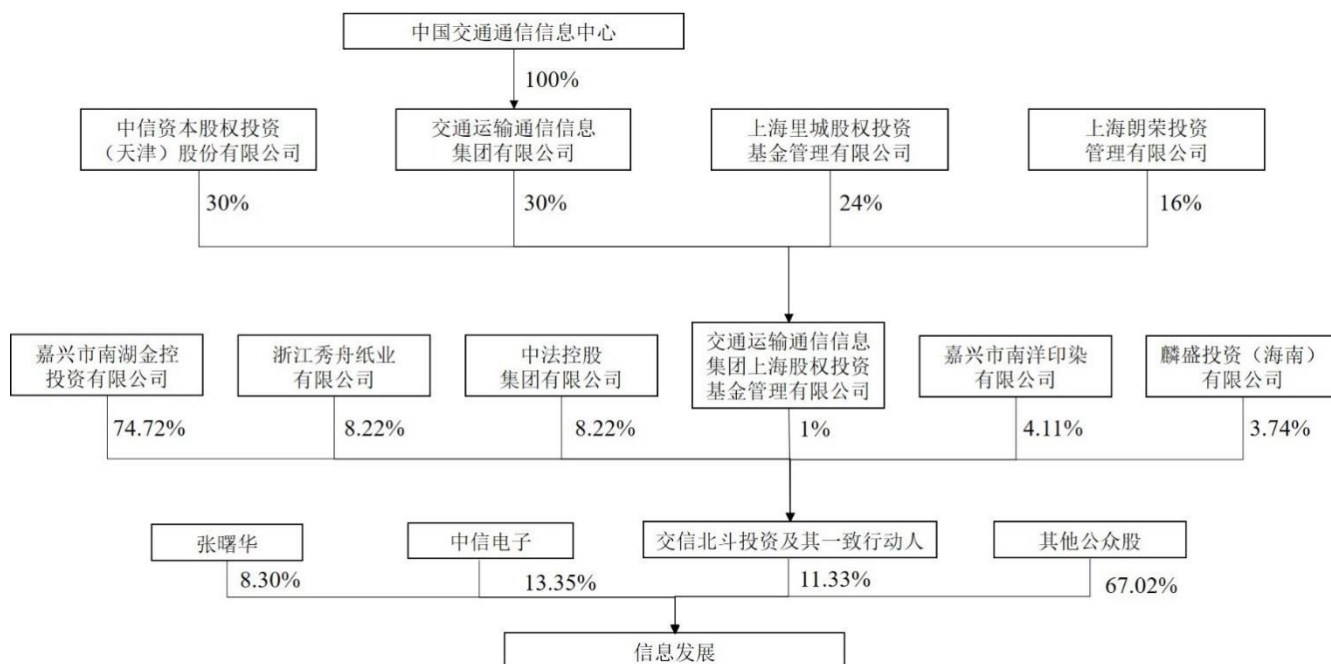 中国交通通信信息中心
100%
中信资本股权投资
（天津）股份有限公司
交通运输通信信息
集团有限公司
上海里城股权投资
基金管理有限公司
上海朗荣投资
管理有限公司
30%
30%
24%
16%
嘉兴市南湖金控
投资有限公司
浙江秀舟纸业
有限公司
中法控股
集团有限公司
交通运输通信信息
集团上海股权投资
基金管理有限公司
嘉兴市南洋印染
有限公司
麟盛投资（海南）
有限公司
74.72%
8.22%
8.22%
1%
4.11%
3.74%
张曙华
中信电子
交信北斗投资及其一致行动人
其他公众股
8.30%
13.35%
11.33%
67.02%
信息发展